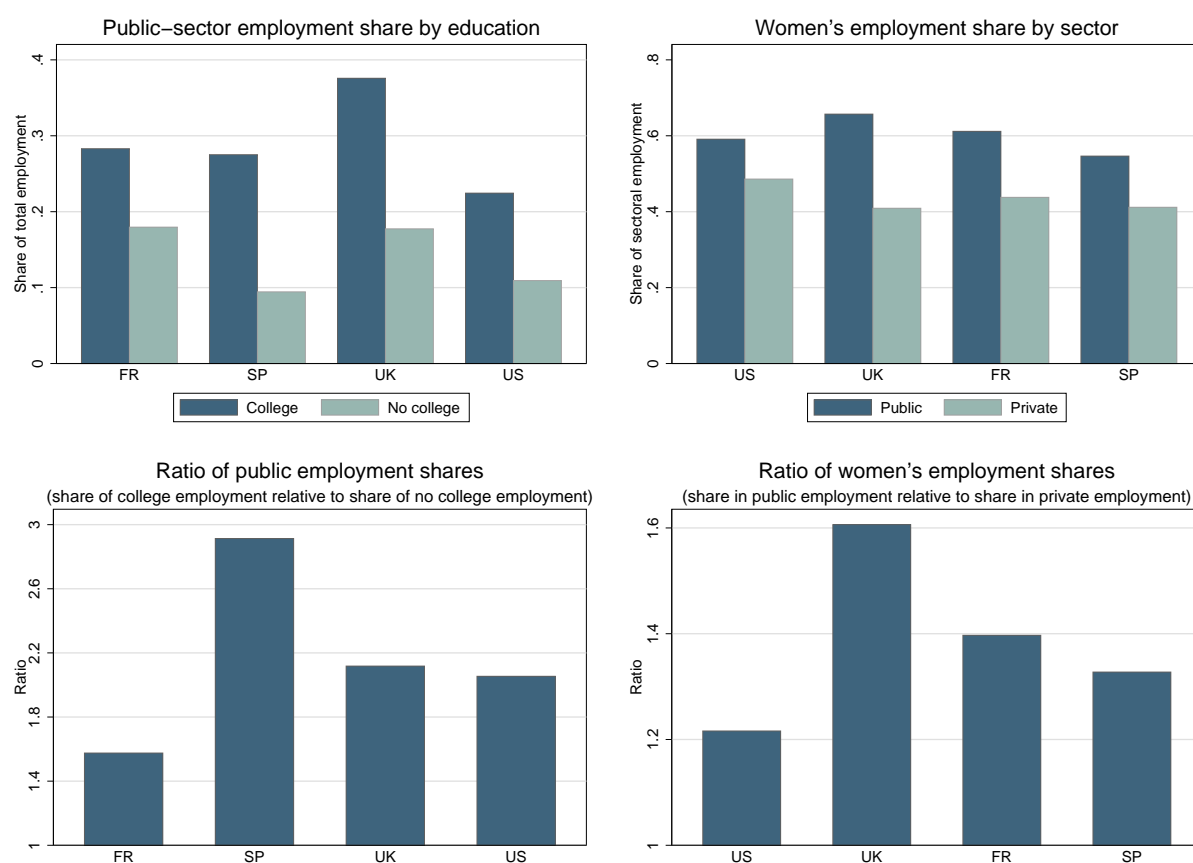 Public−sector employment share by education
Share of total employment
.4
.3
.2
.1
0
FR SP UK US
College No college
Women's employment share by sector
Share of sectoral employment
.8
.6
.4
.2
0
US UK FR SP
Public Private
Ratio of public employment shares
(share of college employment relative to share of no college employment)
Ratio
3
2.6
2.2
1.8
1.4
1
FR SP UK US
Ratio of women's employment shares
(share in public employment relative to share in private employment)
Ratio
1.6
1.4
1.2
1
US UK FR SP